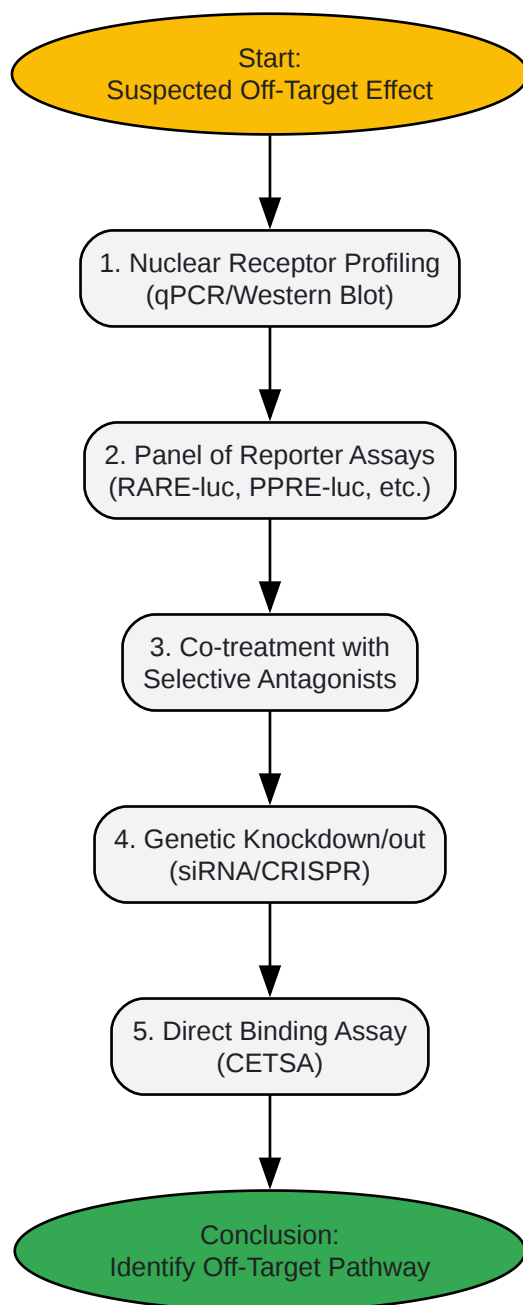 Start:
Suspected Off-Target Effect
1. Nuclear Receptor Profiling
(qPCR/Western Blot)
2. Panel of Reporter Assays
(RARE-luc, PPRE-luc, etc.)
3. Co-treatment with
Selective Antagonists
4. Genetic Knockdown/out
(siRNA/CRISPR)
5. Direct Binding Assay
(CETSA)
Conclusion:
Identify Off-Target Pathway